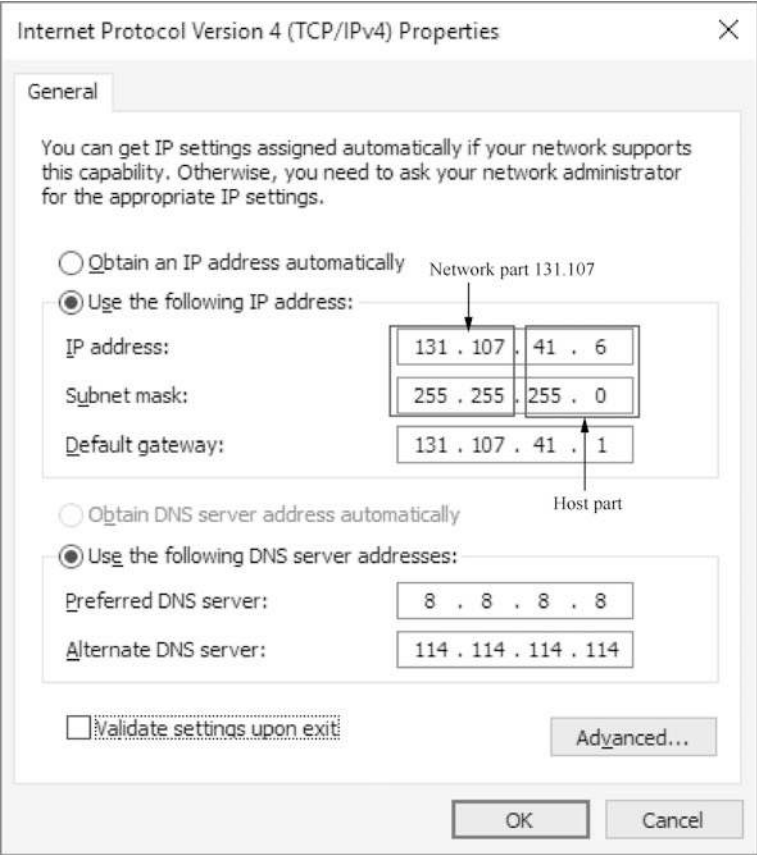 Internet Protocol Version 4 (TCP/IPv4) Properties
General
You can get IP settings assigned automatically if your network supports
this capability. Otherwise, you need to ask your network administrator
for the appropriate IP settings.
Obtain an IP address automatically
Network part 131.107
Use the following IP address:
IP address: 131 . 107 . 41 . 6
Subnet mask: 255 . 255 . 255 . 0
Default gateway: 131 . 107 . 41 . 1
Host part
Obtain DNS server address automatically
Use the following DNS server addresses:
Preferred DNS server: 8 . 8 . 8 . 8
Alternate DNS server: 114 . 114 . 114 . 114
Validate settings upon exit
Advanced...
OK Cancel